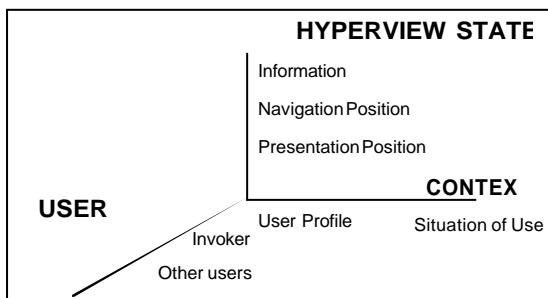 HYPERVIEW STATE
Information
Navigation Position
Presentation Position
CONTEX
USER
User Profile
Situation of Use
Invoker
Other users